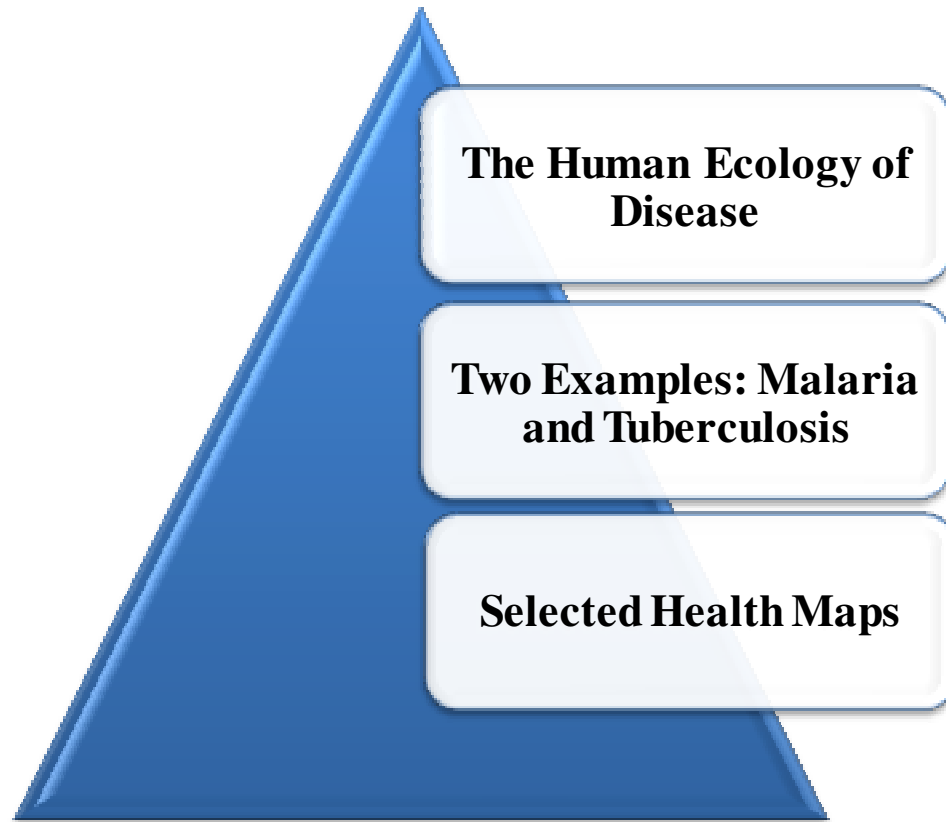 The Human Ecology of
Disease
Two Examples: Malaria
and Tuberculosis
Selected Health Maps